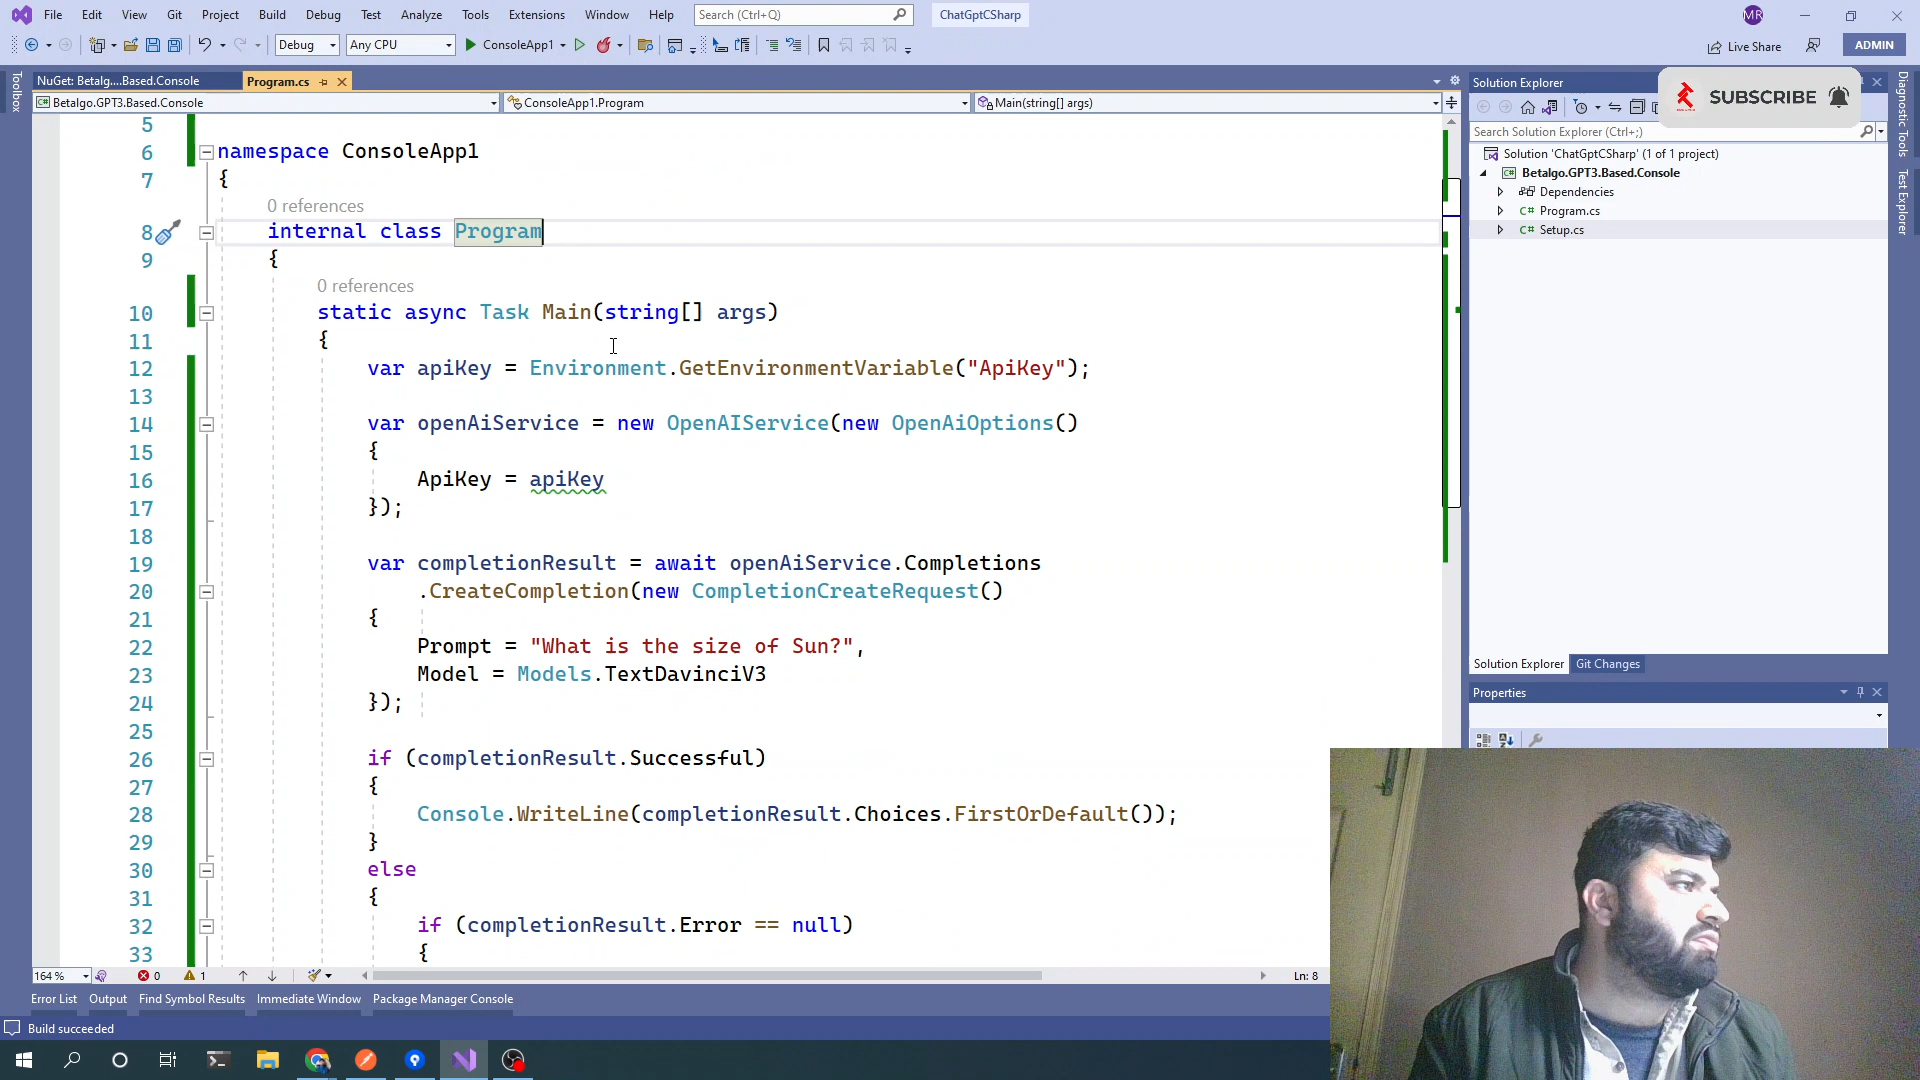 File Edit View Git Project Build Debug Test Analyze Tools Extensions Window Help Search (Ctrl+Q) ChatGptCSharp MR
Debug Any CPU ConsoleApp1 Live Share ADMIN
Toolbox
NuGet: Betalg....Based.Console Program.cs
Betalgo.GPT3.Based.Console ConsoleApp1.Program Main(string[] args)
5
6 namespace ConsoleApp1
7 {
0 references
8 internal class Program
9 {
0 references
10 static async Task Main(string[] args)
11 {
12 var apiKey = Environment.GetEnvironmentVariable("ApiKey");
13
14 var openAiService = new OpenAIService(new OpenAiOptions()
15 {
16 ApiKey = apiKey
17 });
18
19 var completionResult = await openAiService.Completions
20 .CreateCompletion(new CompletionCreateRequest()
21 {
22 Prompt = "What is the size of Sun?",
23 Model = Models.TextDavinciV3
24 });
25
26 if (completionResult.Successful)
27 {
28 Console.WriteLine(completionResult.Choices.FirstOrDefault());
29 }
30 else
31 {
32 if (completionResult.Error == null)
33 {
164 % 0 1 Ln: 8
Error List Output Find Symbol Results Immediate Window Package Manager Console
Build succeeded
Solution Explorer
SUBSCRIBE
Search Solution Explorer (Ctrl+;)
Solution 'ChatGptCSharp' (1 of 1 project)
C# Betalgo.GPT3.Based.Console
Dependencies
C# Program.cs
C# Setup.cs
Solution Explorer Git Changes
Properties
Diagnostic Tools
Test Explorer